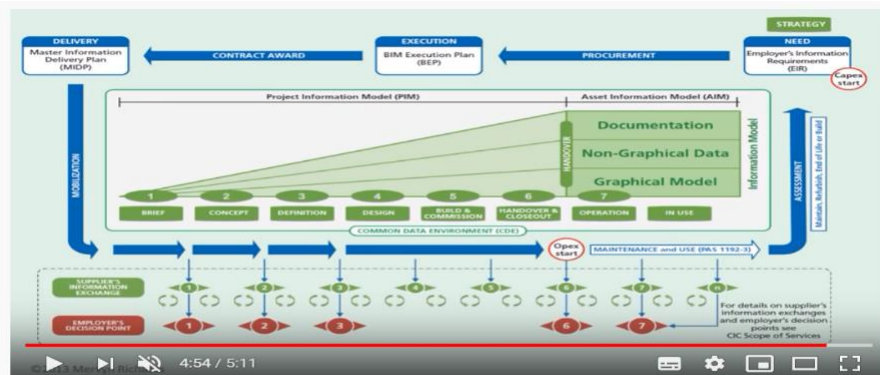 STRATEGY
DELIVERY
Master Information
Delivery Plan
(MIDP)
CONTRACT AWARD
EXECUTION
BIM Execution Plan
(BEP)
PROCUREMENT
NEED
Employer's Information
Requirements
(EIR)
Capex
start
Project Information Model (PIM)
Asset Information Model (AIM)
MOBILIZATION
HANDOVER
Documentation
Non-Graphical Data
Graphical Model
Information Model
ASSESSMENT
Maintain, Refurbish, End of Life or Build
1 2 3 4 5 6 7
BRIEF
CONCEPT
DEFINITION
DESIGN
BUILD &
COMMISSION
HANDOVER &
CLOSEOUT
OPERATION
IN USE
COMMON DATA ENVIRONMENT (CDE)
Opex
start
MAINTENANCE and USE (PAS 1192-3)
SUPPLIER'S
INFORMATION
EXCHANGE
1 2 3 4 5 6 7 n
EMPLOYER'S
DECISION POINT
1 2 3 6 7
For details on supplier's
information exchanges
and employer's decision
points see
CIC Scope of Services
4:54 / 5:11